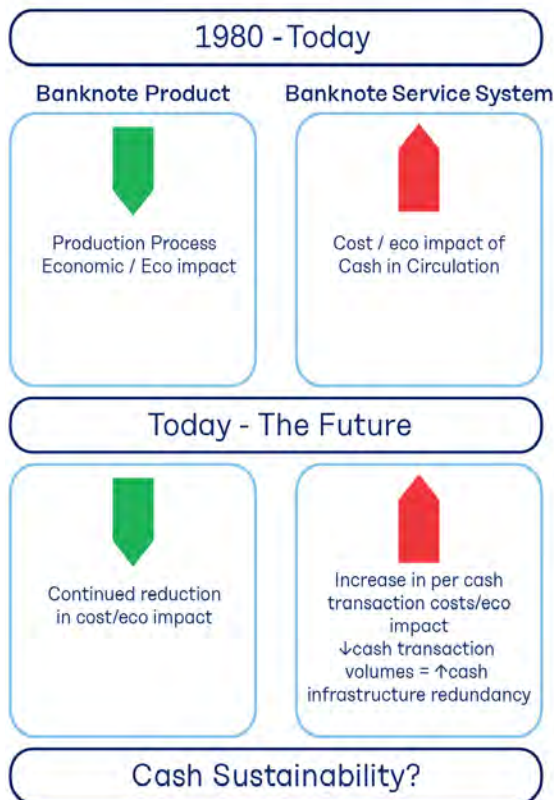 1980 - Today
Banknote Product
Banknote Service System
Production Process
Economic / Eco impact
Cost / eco impact of
Cash in Circulation
Today - The Future
Continued reduction
in cost/eco impact
Increase in per cash
transaction costs/eco
impact
↓cash transaction
volumes = ↑cash
infrastructure redundancy
Cash Sustainability?